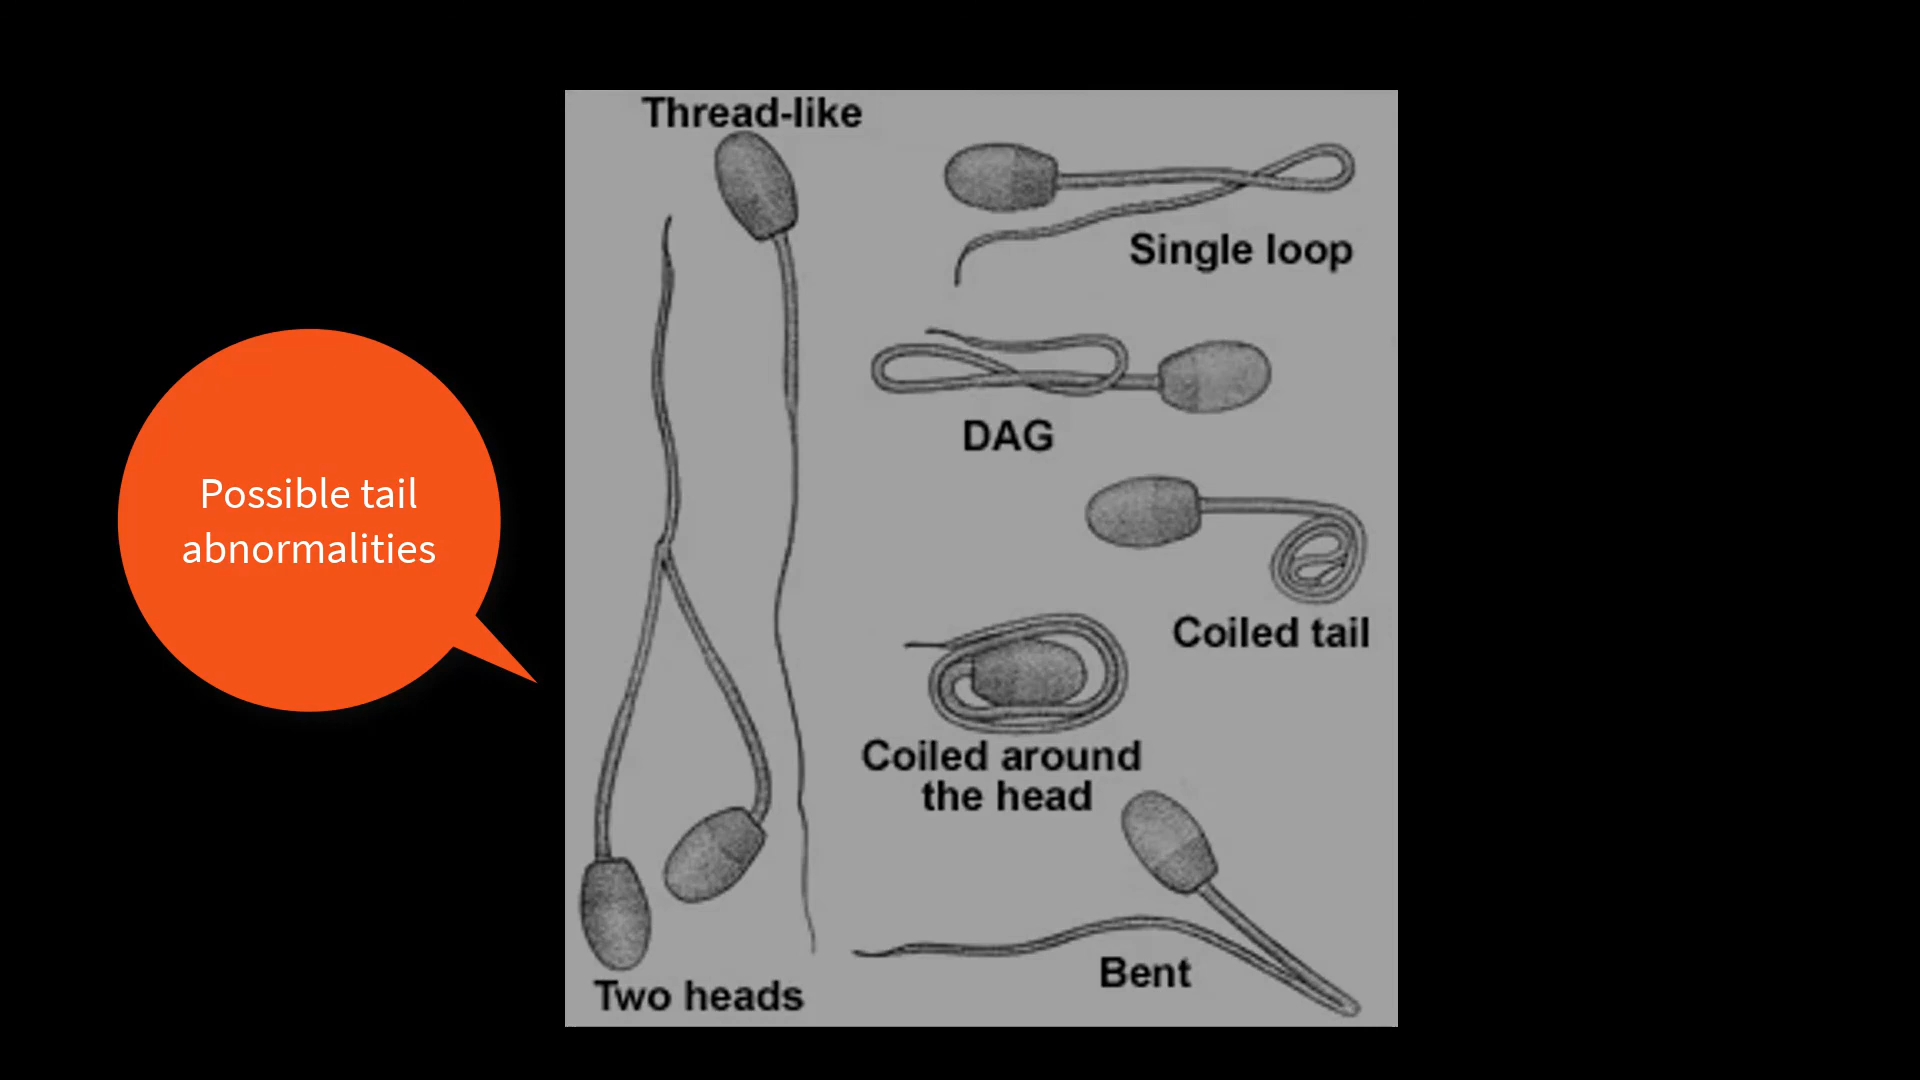 Possible tail
abnormalities
Thread-like
Single loop
DAG
Coiled tail
Coiled around
the head
Bent
Two heads